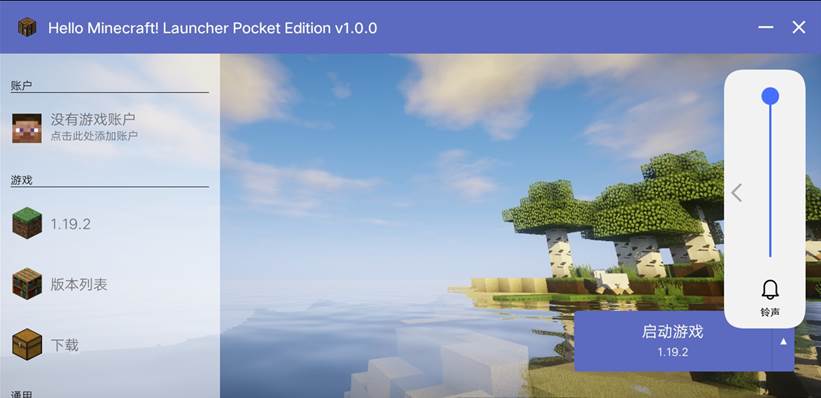 Hello Minecraft! Launcher Pocket Edition v1.0.0
账户
没有游戏账户
点击此处添加账户
游戏
1.19.2
版本列表
下载
通用
铃声
启动游戏
1.19.2